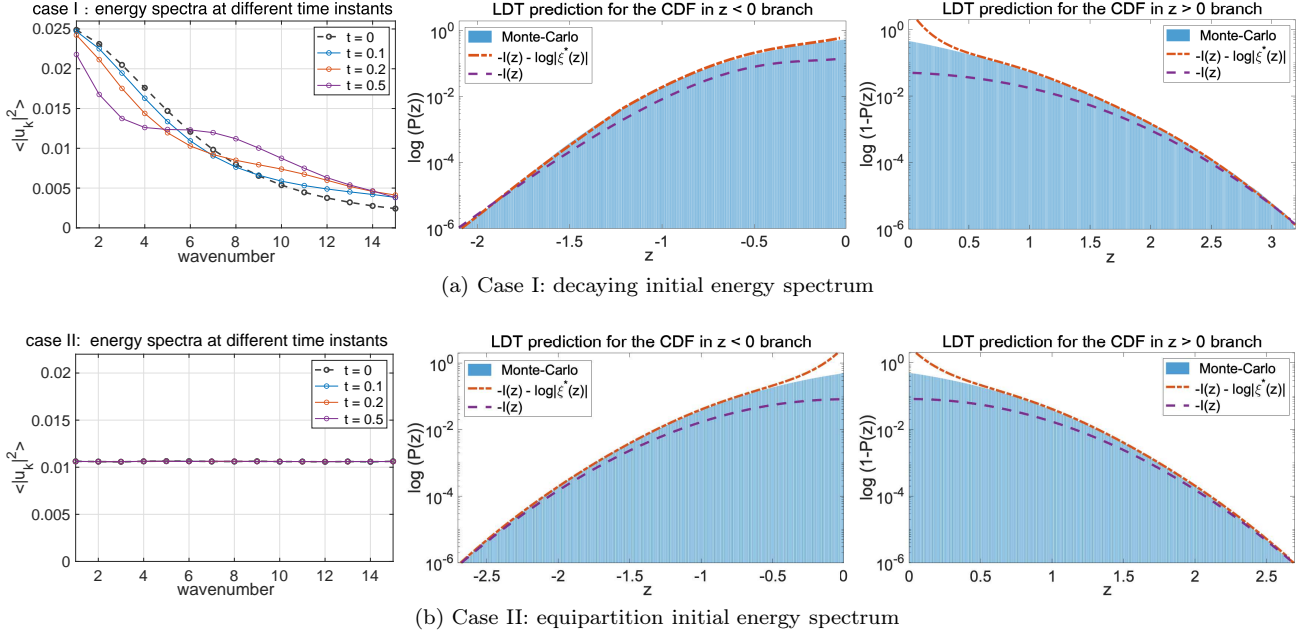 case I : energy spectra at different time instants
<|u_k|^2>
0.025
0.02
0.015
0.01
0.005
0
2 4 6 8 10 12 14
wavenumber
t = 0
t = 0.1
t = 0.2
t = 0.5
LDT prediction for the CDF in z < 0 branch
log (P(z))
10^0
10^-2
10^-4
10^-6
-2 -1.5 -1 -0.5 0
z
Monte-Carlo
-I(z) - log|ξ^*(z)|
-I(z)
LDT prediction for the CDF in z > 0 branch
log (1-P(z))
10^0
10^-2
10^-4
10^-6
0 0.5 1 1.5 2 2.5 3
z
Monte-Carlo
-I(z) - log|ξ^*(z)|
-I(z)
(a) Case I: decaying initial energy spectrum
case II: energy spectra at different time instants
<|u_k|^2>
0.02
0.015
0.01
0.005
0
2 4 6 8 10 12 14
wavenumber
t = 0
t = 0.1
t = 0.2
t = 0.5
LDT prediction for the CDF in z < 0 branch
log (P(z))
10^0
10^-2
10^-4
10^-6
-2.5 -2 -1.5 -1 -0.5 0
z
Monte-Carlo
-I(z) - log|ξ^*(z)|
-I(z)
LDT prediction for the CDF in z > 0 branch
log (1-P(z))
10^0
10^-2
10^-4
10^-6
0 0.5 1 1.5 2 2.5
z
Monte-Carlo
-I(z) - log|ξ^*(z)|
-I(z)
(b) Case II: equipartition initial energy spectrum